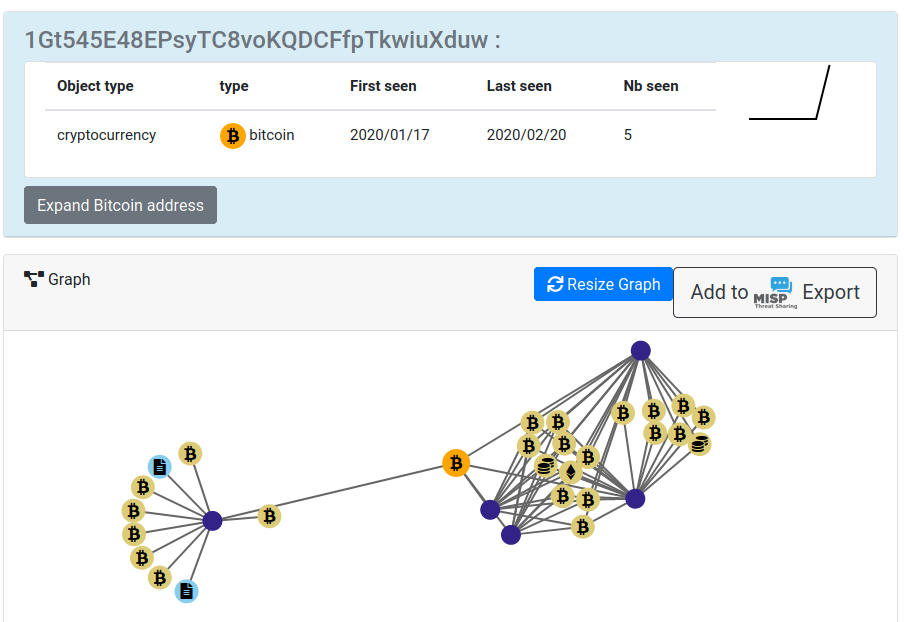 1Gt545E48EPsyTC8voKQDCFfpTkwiuXduw :
Object type type First seen Last seen Nb seen
cryptocurrency bitcoin 2020/01/17 2020/02/20 5
Expand Bitcoin address
Graph Resize Graph Add to MISP Threat Sharing Export